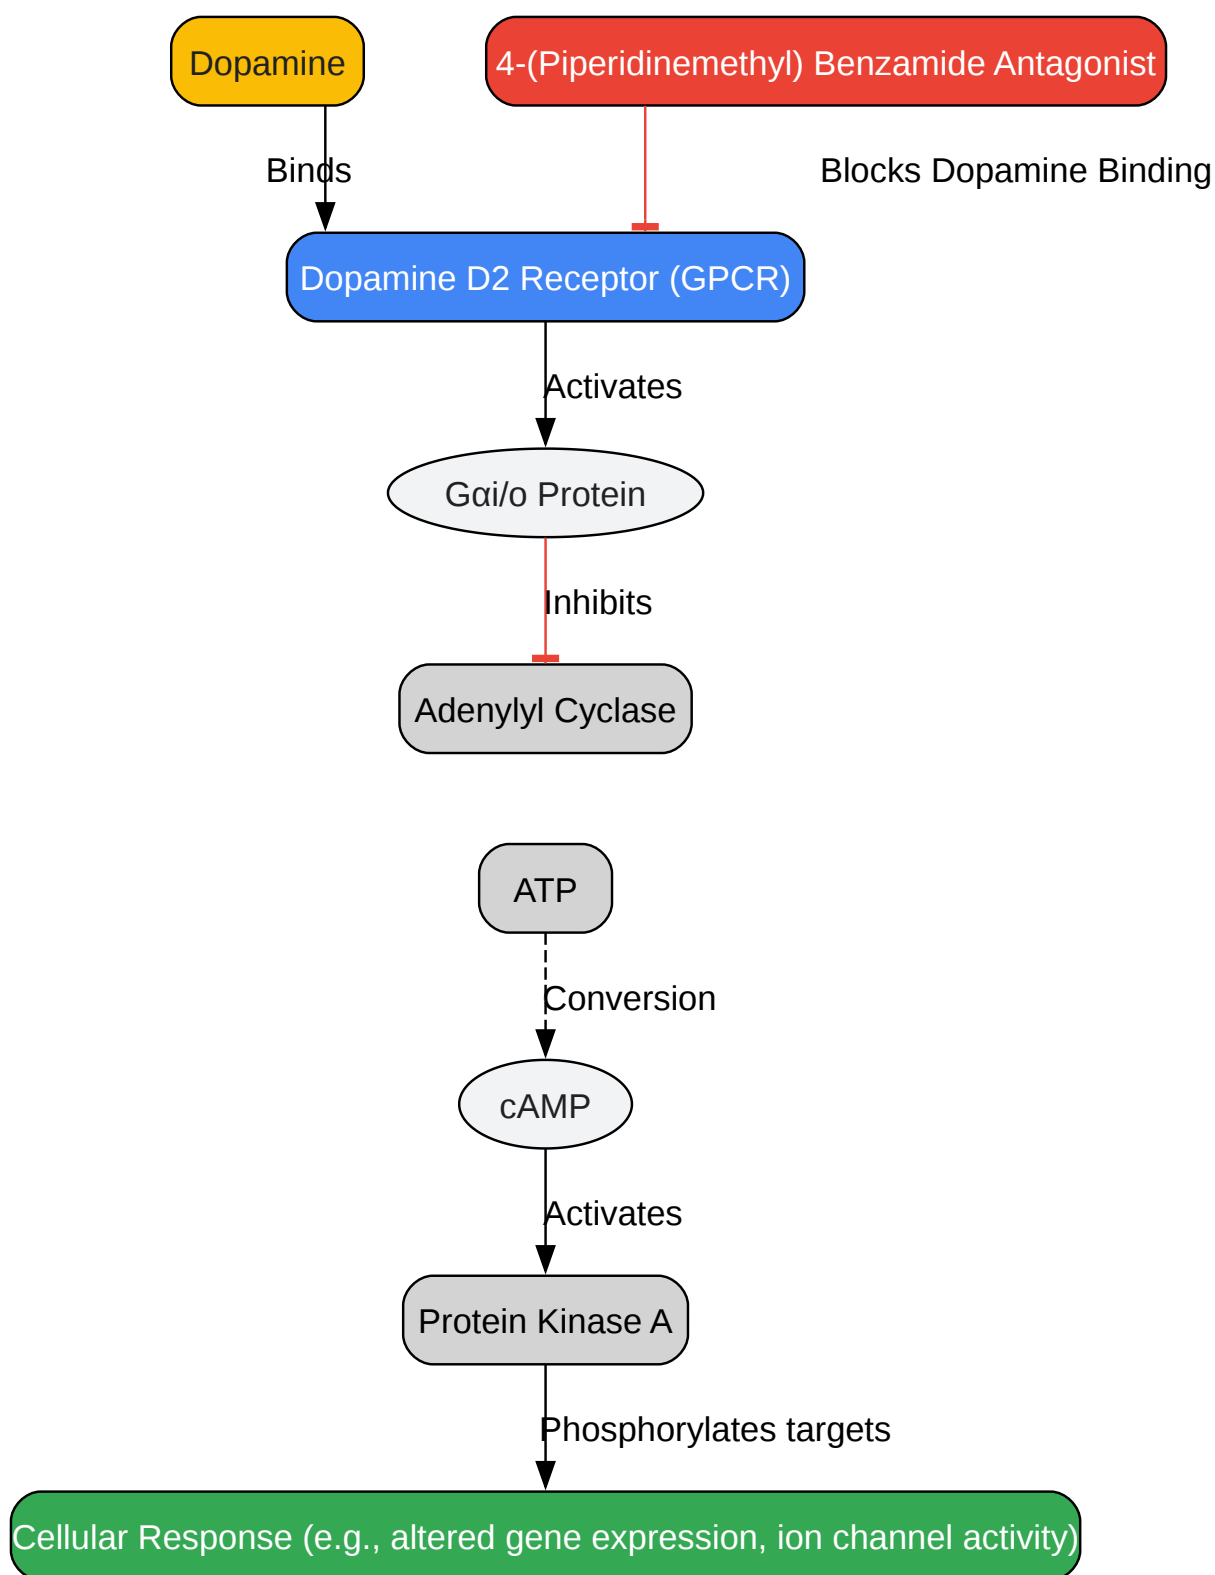 Dopamine
4-(Piperidinemethyl) Benzamide Antagonist
Binds
Blocks Dopamine Binding
Dopamine D2 Receptor (GPCR)
Activates
Gαi/o Protein
Inhibits
Adenylyl Cyclase
ATP
Conversion
cAMP
Activates
Protein Kinase A
Phosphorylates targets
Cellular Response (e.g., altered gene expression, ion channel activity)